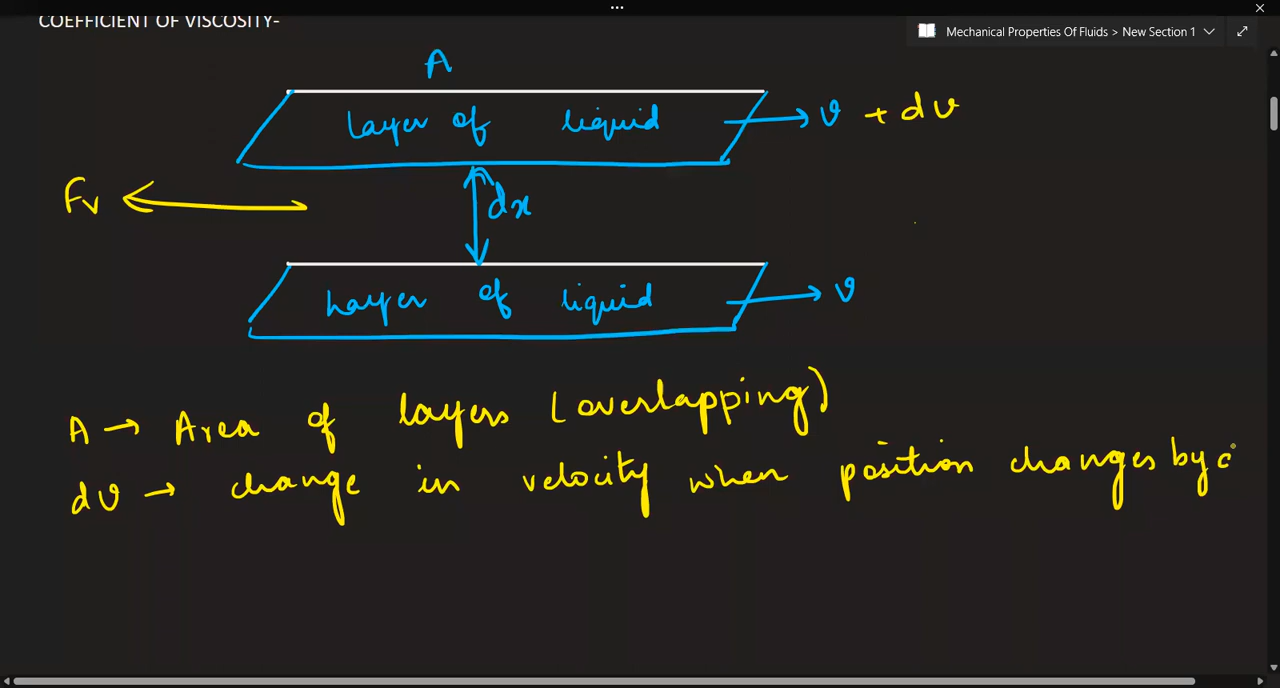 COEFFICIENT OF VISCOSITY-
Mechanical Properties Of Fluids > New Section 1
A
layer of liquid → v + dv
Fv
dx
layer of liquid → v
A → Area of layers (overlapping)
dv → change in velocity when position changes by